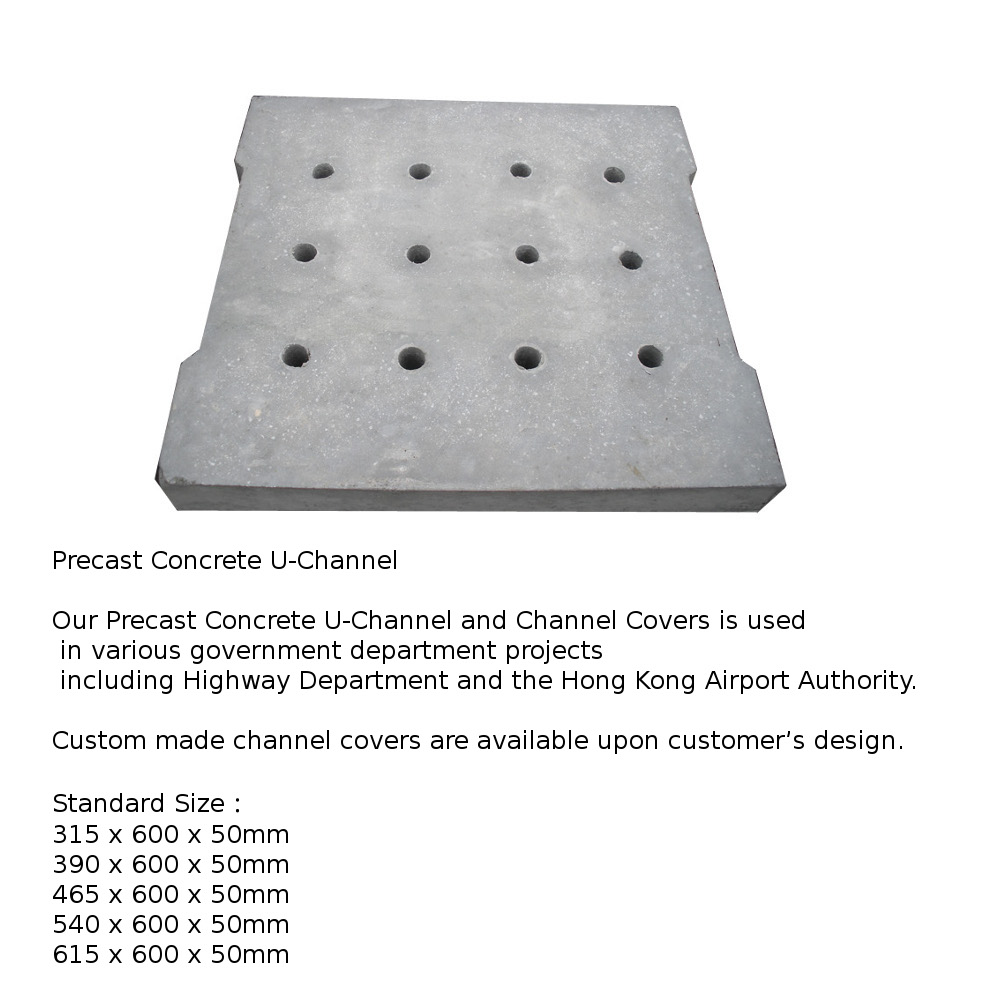 Precast Concrete U-Channel
Our Precast Concrete U-Channel and Channel Covers is used
in various government department projects
including Highway Department and the Hong Kong Airport Authority.
Custom made channel covers are available upon customer’s design.
Standard Size :
315 x 600 x 50mm
390 x 600 x 50mm
465 x 600 x 50mm
540 x 600 x 50mm
615 x 600 x 50mm